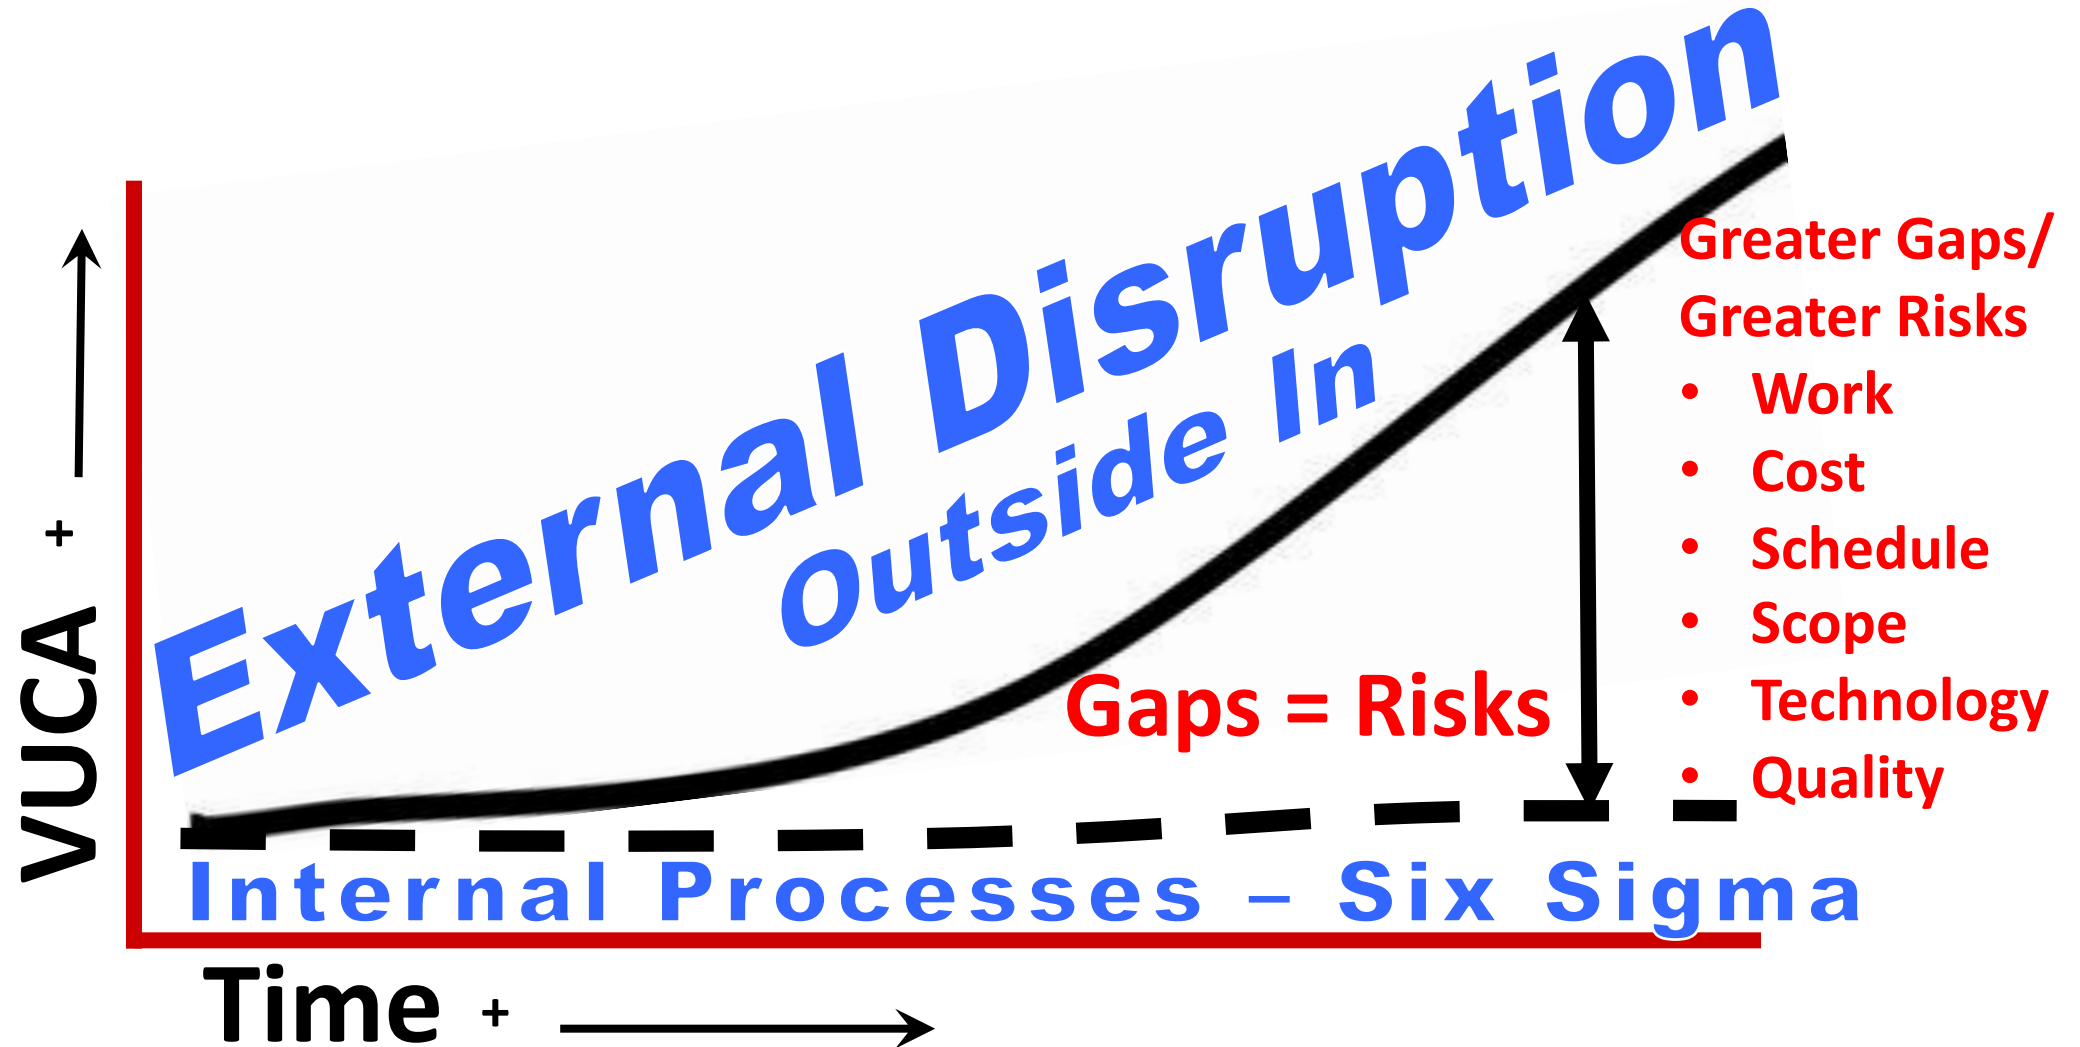 External Disruption
Outside In
Greater Gaps/
Greater Risks
• Work
• Cost
• Schedule
• Scope
• Technology
• Quality
Gaps = Risks
VUCA +
Internal Processes – Six Sigma
Time +